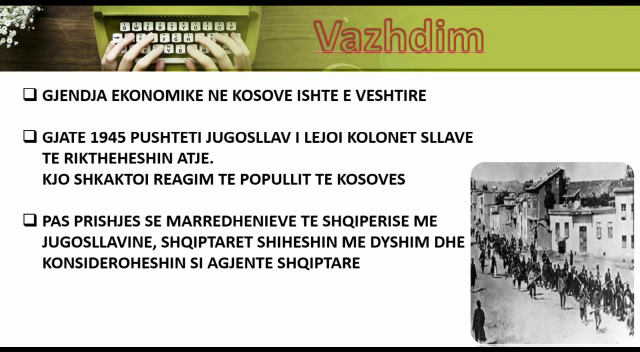 Vazhdim
GJENDJA EKONOMIKE NE KOSOVE ISHTE E VESHTIRE
GJATE 1945 PUSHTETI JUGOSLLAV I LEJOI KOLONET SLLAVE
TE RIKTHEHESHIN ATJE.
KJO SHKAKTOI REAGIM TE POPULLIT TE KOSOVES
PAS PRISHJES SE MARREDHENIEVE TE SHQIPERISE ME
JUGOSLLAVINE, SHQIPTARET SHIHESHIN ME DYSHIM DHE
KONSIDEROHESHIN SI AGJENTE SHQIPTARE